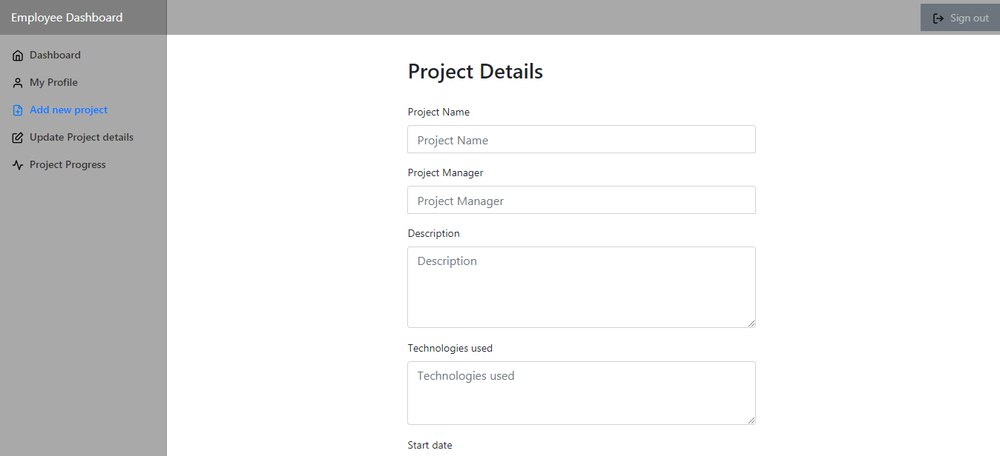 Employee Dashboard
Sign out
Dashboard
My Profile
Add new project
Update Project details
Project Progress
Project Details
Project Name
Project Name
Project Manager
Project Manager
Description
Description
Technologies used
Technologies used
Start date